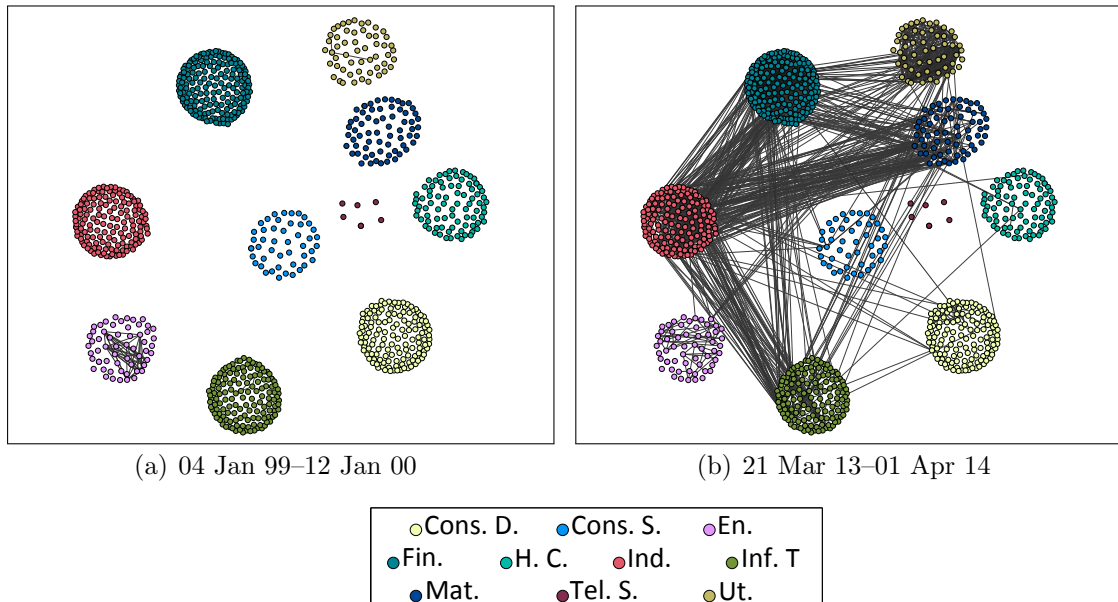 (a) 04 Jan 99–12 Jan 00
(b) 21 Mar 13–01 Apr 14
Cons. D. Cons. S. En.
Fin. H. C. Ind. Inf. T
Mat. Tel. S. Ut.